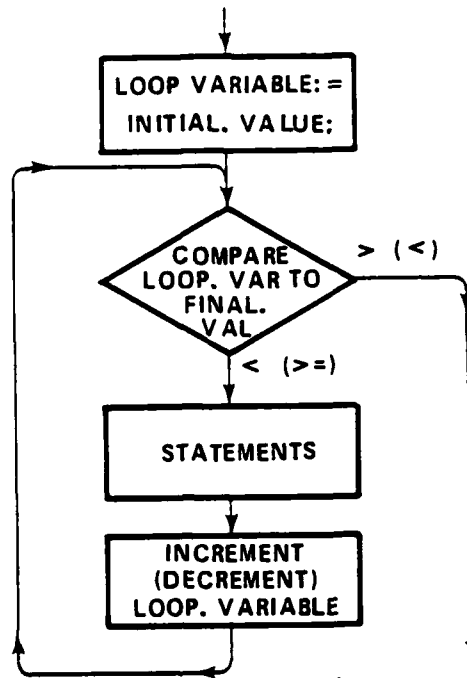 LOOP VARIABLE:=
INITIAL. VALUE;
COMPARE
LOOP. VAR TO
FINAL.
VAL
> (<)
< (>=)
STATEMENTS
INCREMENT
(DECREMENT)
LOOP. VARIABLE